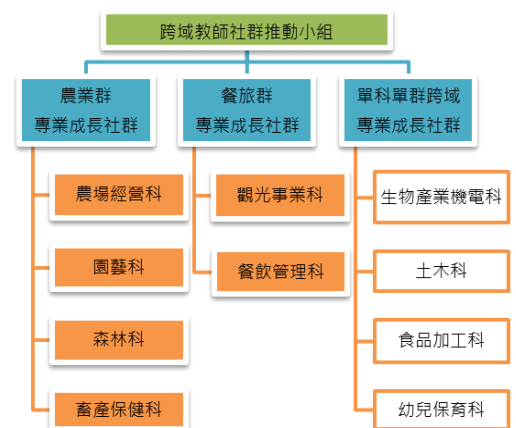 跨域教師社群推動小組
農業群
專業成長社群
餐旅群
專業成長社群
單科單群跨域
專業成長社群
農場經營科
園藝科
森林科
畜產保健科
觀光事業科
餐飲管理科
生物產業機電科
土木科
食品加工科
幼兒保育科